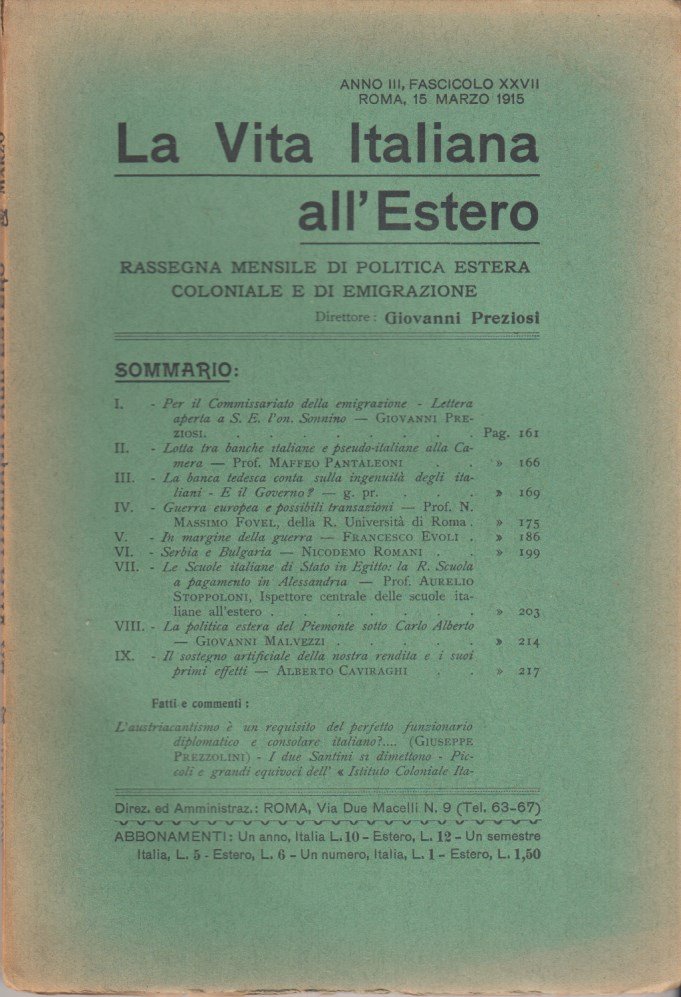 ANNO III, FASCICOLO XXVII
ROMA, 15 MARZO 1915
La Vita Italiana
all'Estero
RASSEGNA MENSILE DI POLITICA ESTERA
COLONIALE E DI EMIGRAZIONE
Direttore: Giovanni Preziosi
SOMMARIO:
I. - Per il Commissariato della emigrazione - Lettera
aperta a S. E. l'on. Sonnino — GIOVANNI PRE-
ZIOSI. . . . . . . . . . Pag. 161
II. - Lotta tra banche italiane e pseudo-italiane alla Ca-
mera — Prof. MAFFEO PANTALEONI . . » 166
III. - La banca tedesca conta sulla ingenuità degli ita-
liani - E il Governo? — g. pr. . . . » 169
IV. - Guerra europea e possibili transazioni — Prof. N.
MASSIMO FOVEL, della R. Università di Roma . » 175
V. - In margine della guerra — FRANCESCO EVOLI . » 186
VI. - Serbia e Bulgaria — NICODEMO ROMANI . . » 199
VII. - Le Scuole italiane di Stato in Egitto: la R. Scuola
a pagamento in Alessandria — Prof. AURELIO
STOPPOLONI, Ispettore centrale delle scuole ita-
liane all'estero . . . . . . . » 203
VIII. - La politica estera del Piemonte sotto Carlo Alberto
— GIOVANNI MALVEZZI . . . . . » 214
IX. - Il sostegno artificiale della nostra rendita e i suoi
primi effetti — ALBERTO CAVIRAGHI . . » 217
Fatti e commenti :
L'austriacantismo è un requisito del perfetto funzionario
diplomatico e consolare italiano?.... (GIUSEPPE
PREZZOLINI) - I due Santini si dimettono - Pic-
coli e grandi equivoci dell' « Istituto Coloniale Ita-
Direz. ed Amministraz.: ROMA, Via Due Macelli N. 9 (Tel. 63-67)
ABBONAMENTI: Un anno, Italia L. 10 - Estero, L. 12 - Un semestre
Italia, L. 5 - Estero, L. 6 - Un numero, Italia, L. 1 - Estero, L. 1,50
MARZO